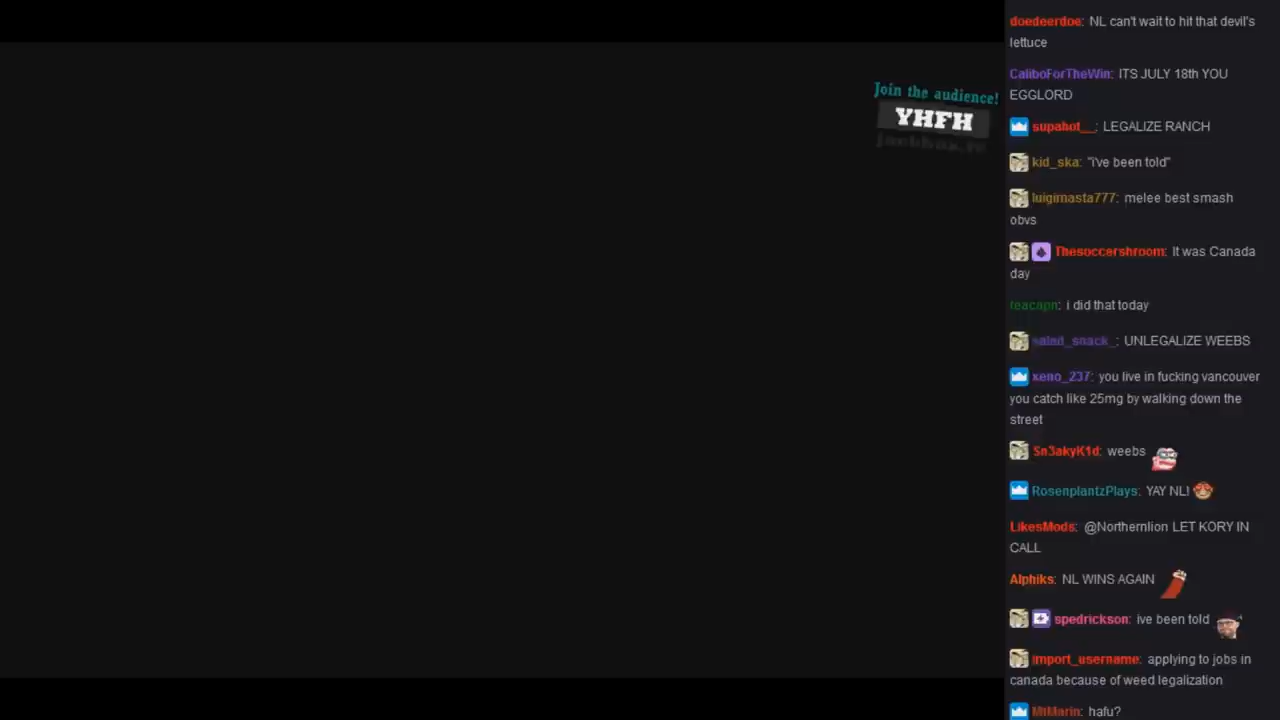 Join the audience!
YHFH
doedeerdoe: NL can't wait to hit that devil's
lettuce
CaliboForTheWin: ITS JULY 18th YOU
EGGLORD
supahot__: LEGALIZE RANCH
kid_ska: "i've been told"
luigimasta777: melee best smash
obvs
Thesoccershroom: It was Canada
day
teacapn: i did that today
salad_snack_: UNLEGALIZE WEEBS
xeno_237: you live in fucking vancouver
you catch like 25mg by walking down the
street
Sn3akyK1d: weebs
RosenplantzPlays: YAY NL!
LikesMods: @Northernlion LET KORY IN
CALL
Alphiks: NL WINS AGAIN
spedrickson: ive been told
import_username: applying to jobs in
canada because of weed legalization
MtMarin: hafu?